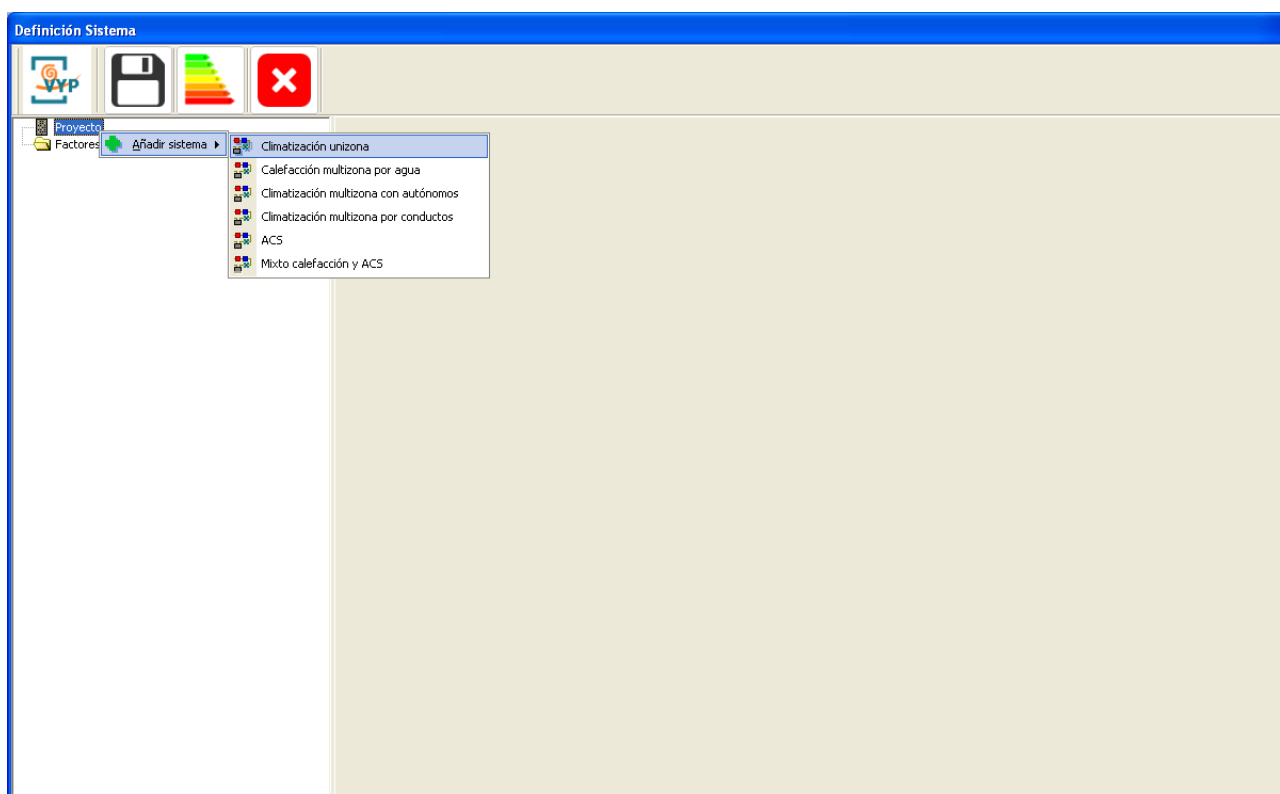 Definición Sistema
VYP
Proyecto
Factores
Añadir sistema
Climatización unizona
Calefacción multizona por agua
Climatización multizona con autónomos
Climatización multizona por conductos
ACS
Mixto calefacción y ACS